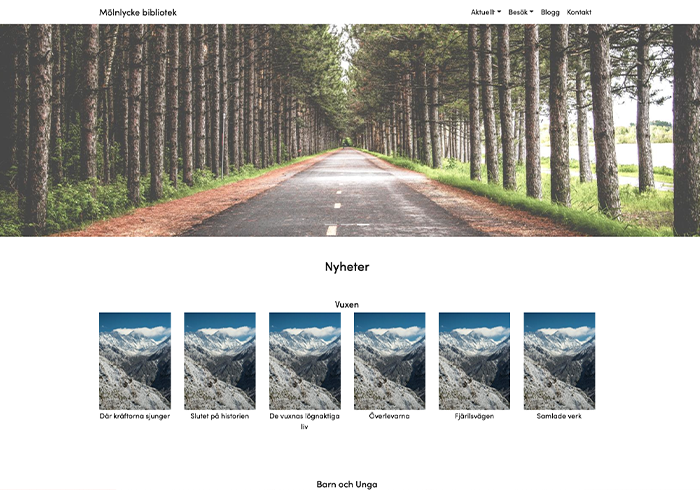 Mölnlycke bibliotek
Aktuellt Besök Blogg Kontakt
Nyheter
Vuxen
Där kräftorna sjunger
Slutet på historien
De vuxnas lögnaktiga
liv
Överlevarna
Fjärilsvägen
Samlade verk
Barn och Unga